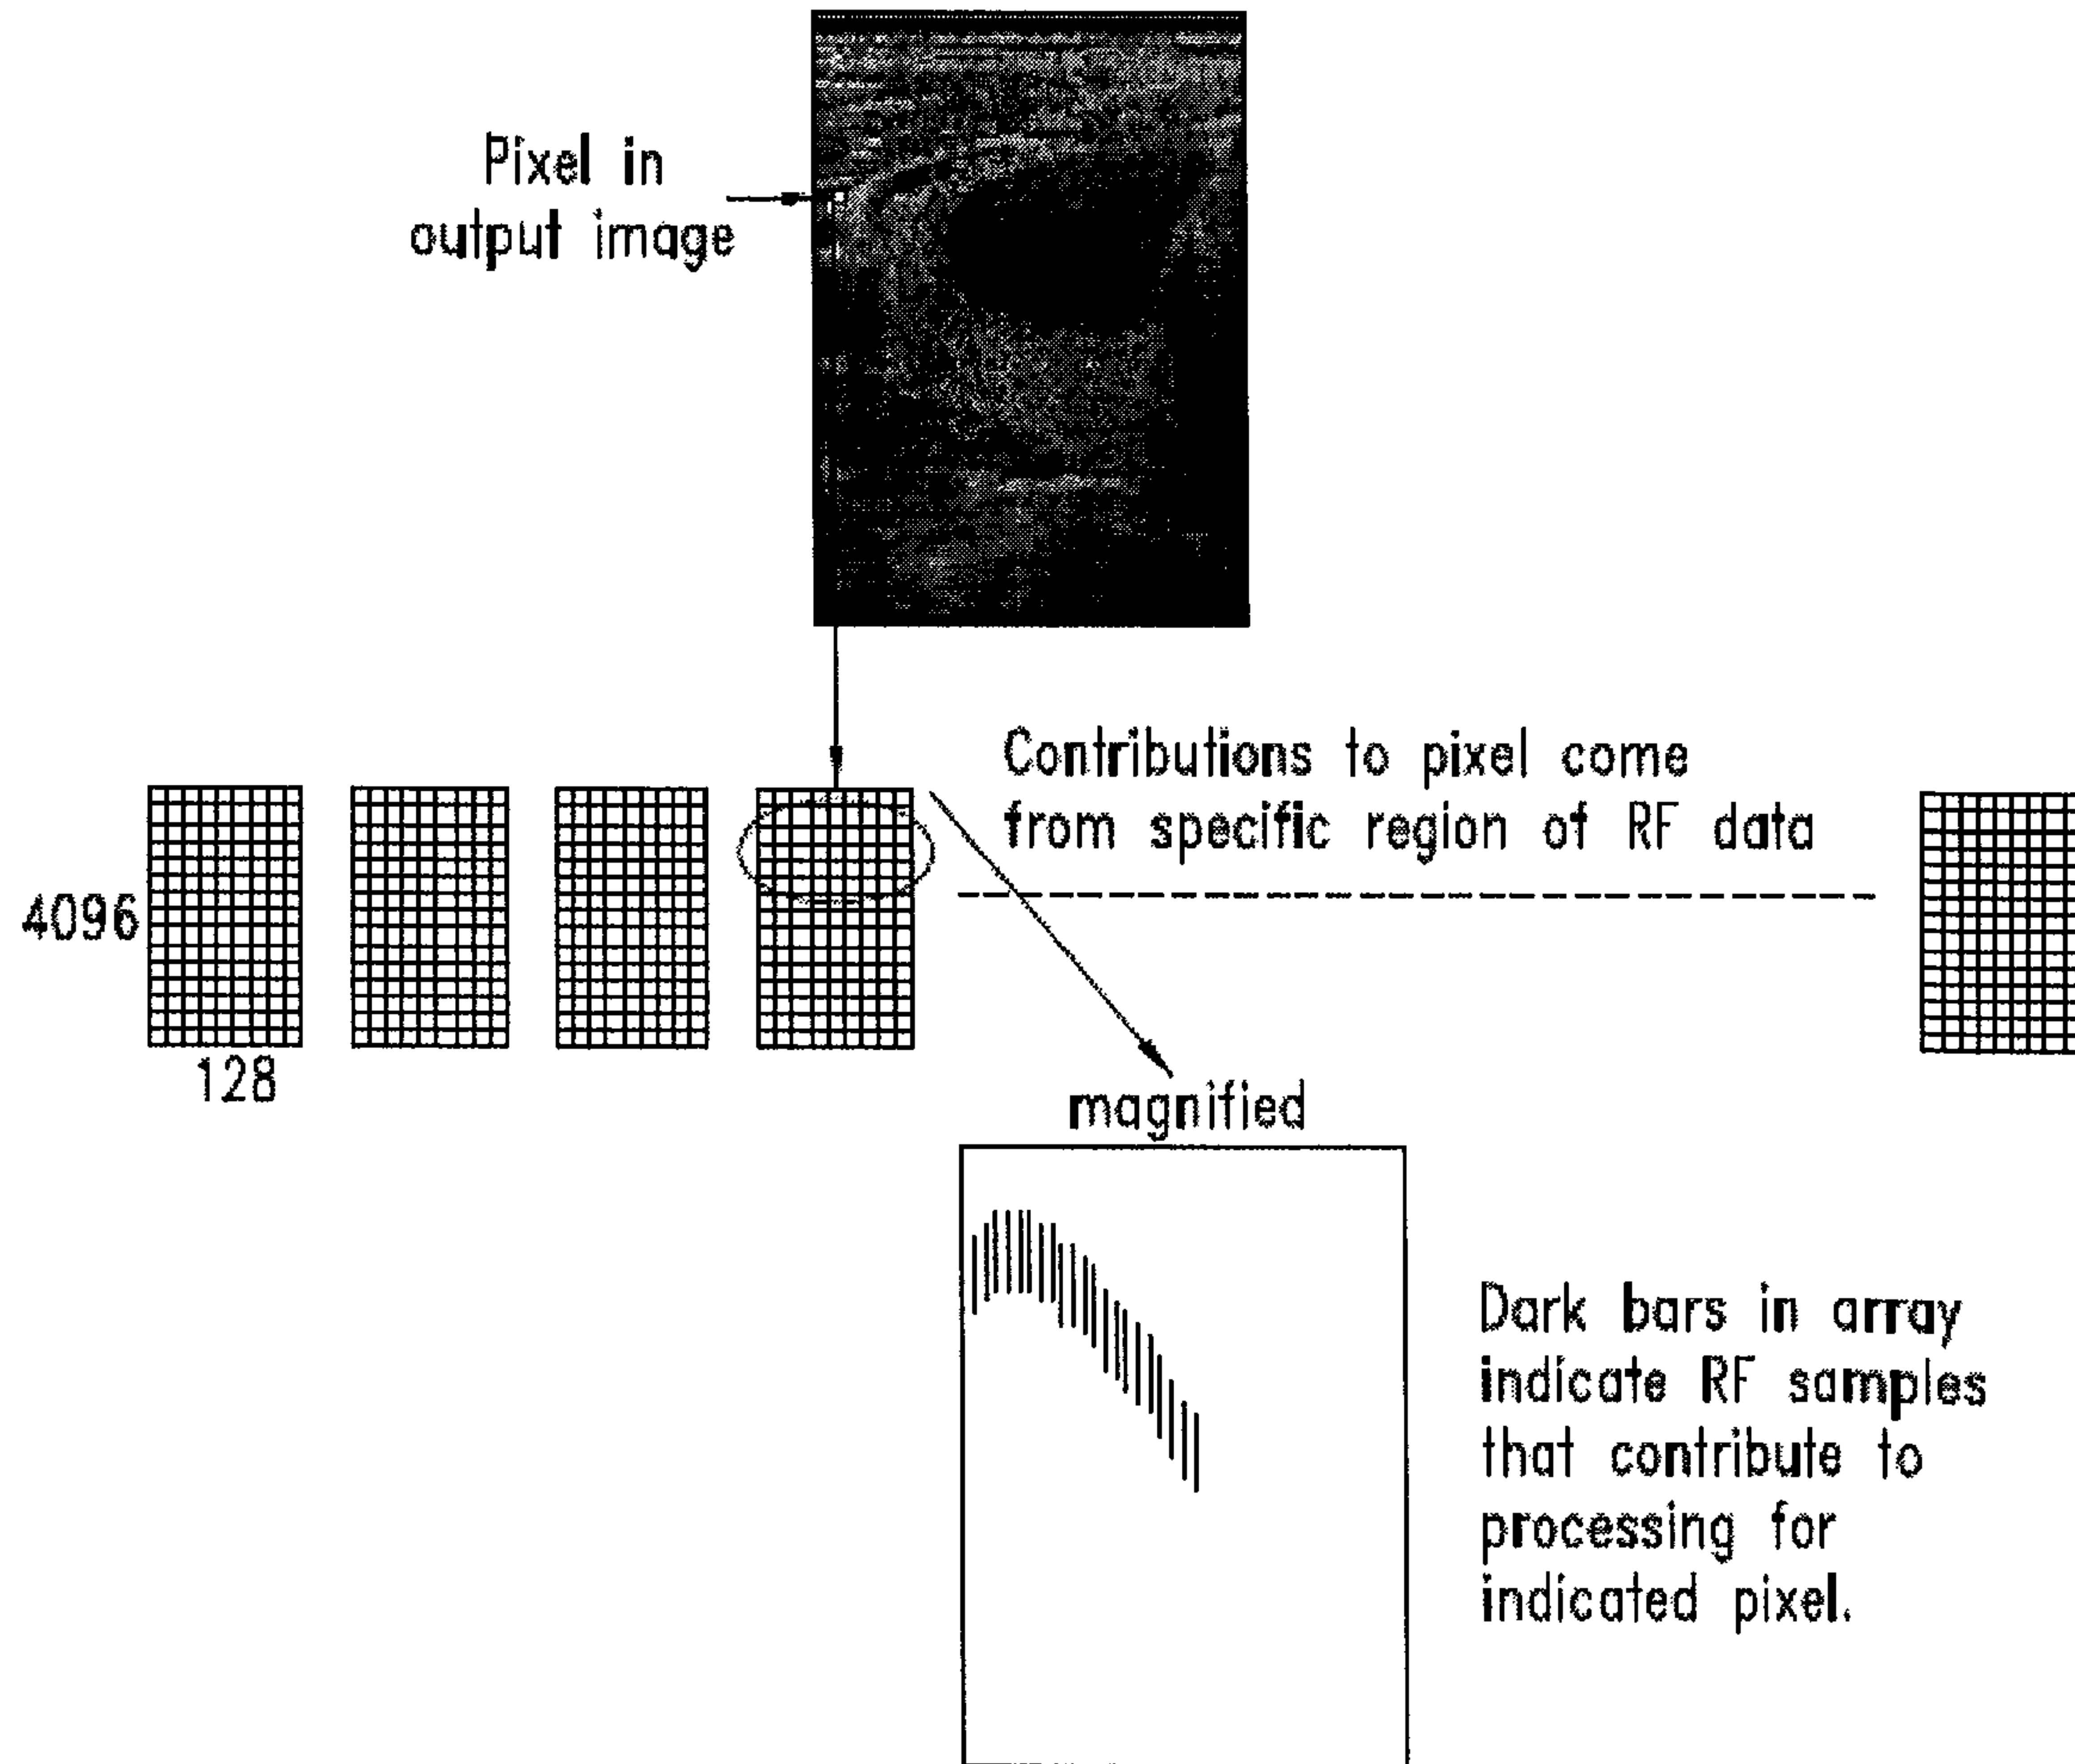 Pixel in
output image
Contributions to pixel come
from specific region of RF data
4096
128
magnified
Dark bars in array
indicate RF samples
that contribute to
processing for
indicated pixel.